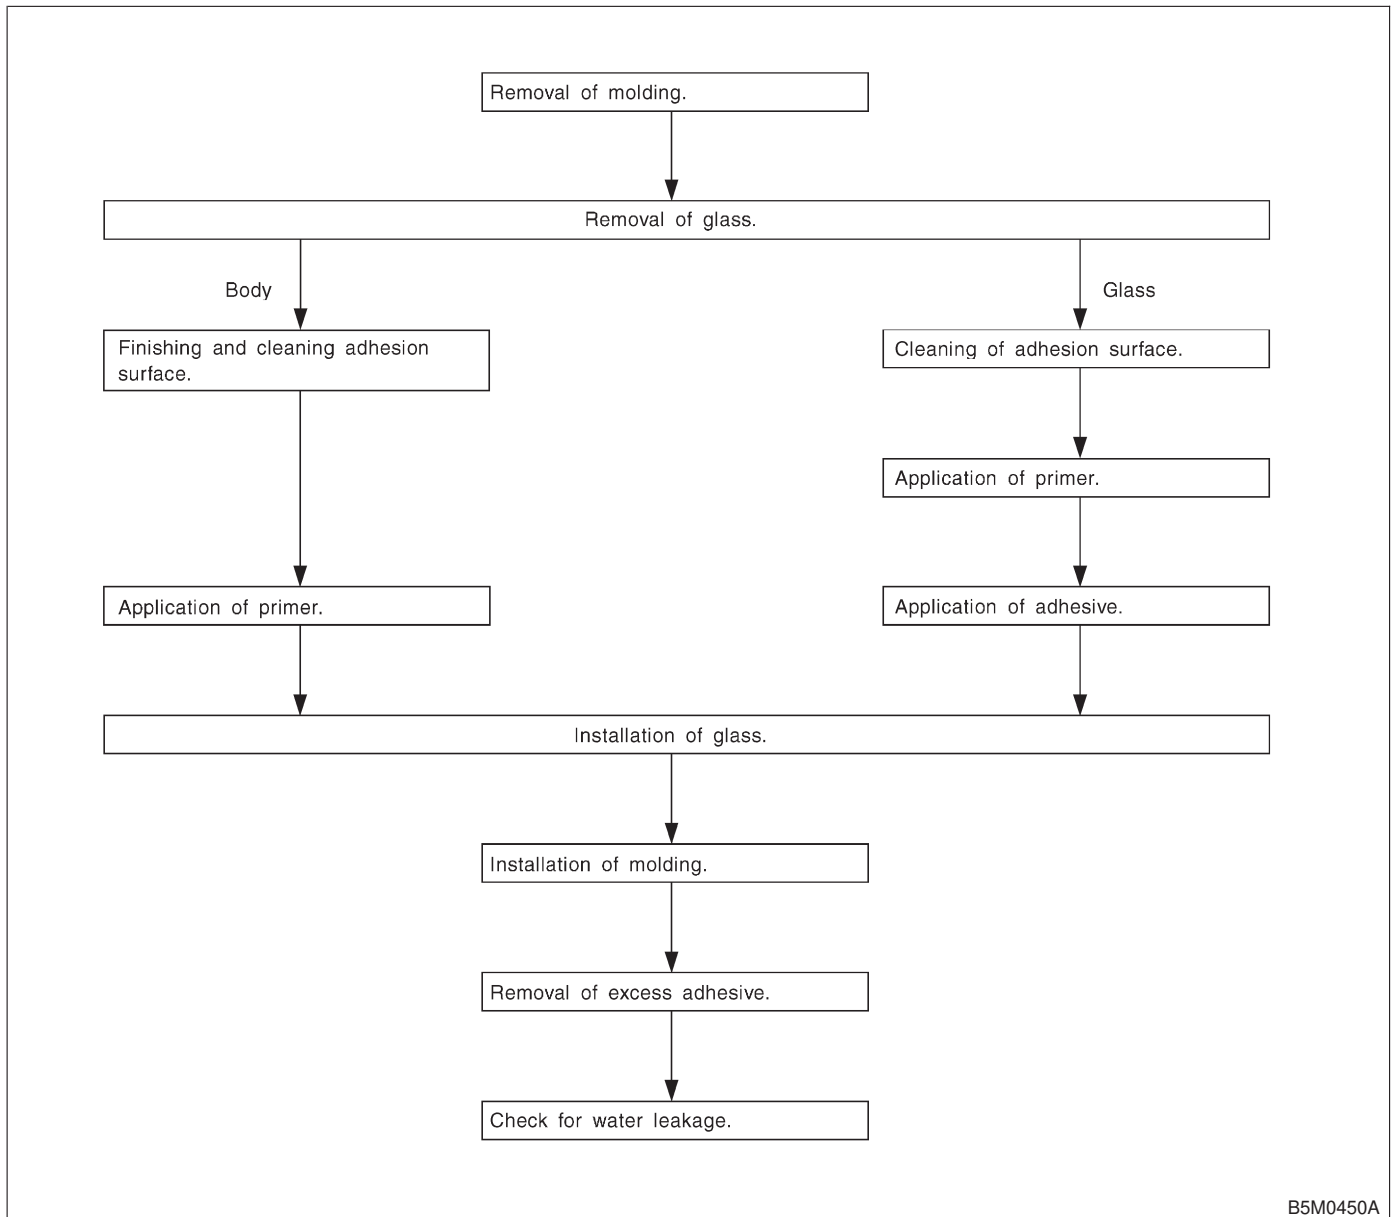 Removal of molding.
Removal of glass.
Body
Glass
Finishing and cleaning adhesion
surface.
Cleaning of adhesion surface.
Application of primer.
Application of primer.
Application of adhesive.
Installation of glass.
Installation of molding.
Removal of excess adhesive.
Check for water leakage.
B5M0450A